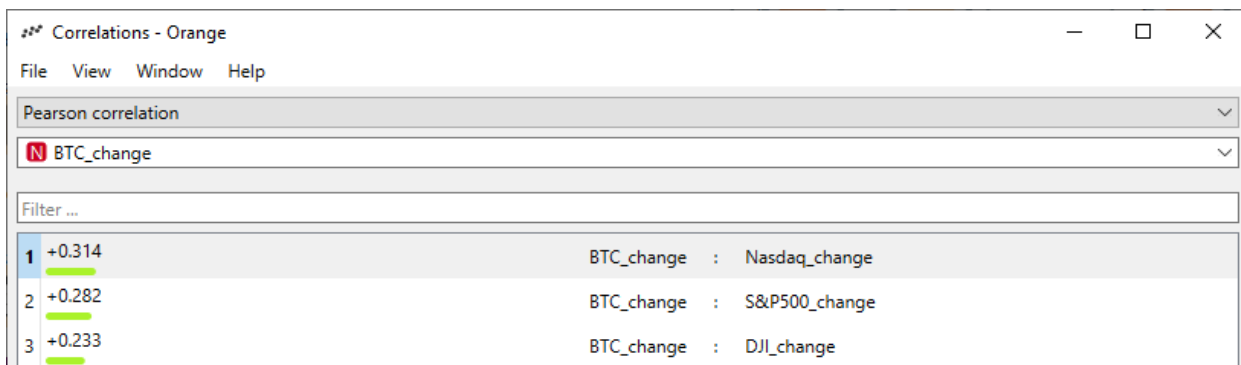 Correlations - Orange
File View Window Help
Pearson correlation
N BTC_change
Filter ...
1 +0.314 BTC_change : Nasdaq_change
2 +0.282 BTC_change : S&P500_change
3 +0.233 BTC_change : DJI_change